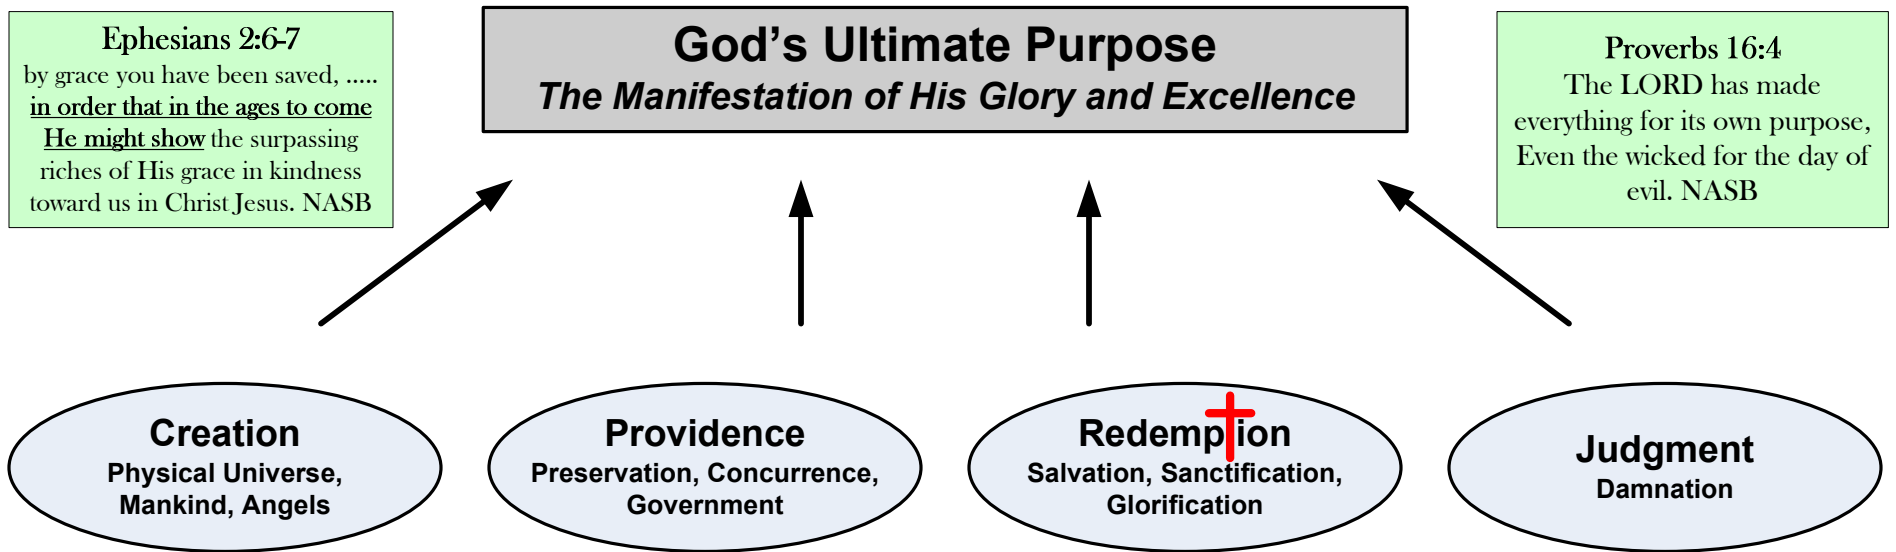 Ephesians 2:6-7
by grace you have been saved, .....
in order that in the ages to come
He might show the surpassing
riches of His grace in kindness
toward us in Christ Jesus. NASB
God's Ultimate Purpose
The Manifestation of His Glory and Excellence
Proverbs 16:4
The LORD has made
everything for its own purpose,
Even the wicked for the day of
evil. NASB
Creation
Physical Universe,
Mankind, Angels
Providence
Preservation, Concurrence,
Government
Redemption
Salvation, Sanctification,
Glorification
Judgment
Damnation